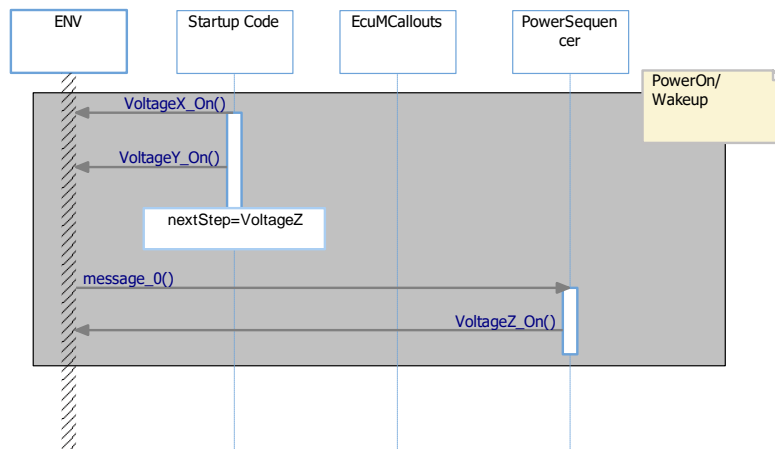 ENV
Startup Code
EcuMCallouts
PowerSequen
cer
PowerOn/
Wakeup
VoltageX_On()
VoltageY_On()
nextStep=VoltageZ
message_0()
VoltageZ_On()